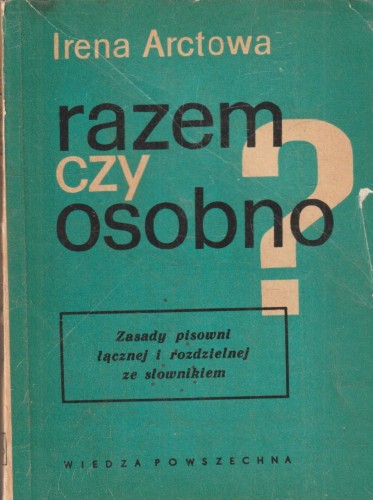 Irena Arctowa
razem
czy
osobno
?
Zasady pisowni
łącznej i rozdzielnej
ze słownikiem
WIEDZA POWSZECHNA